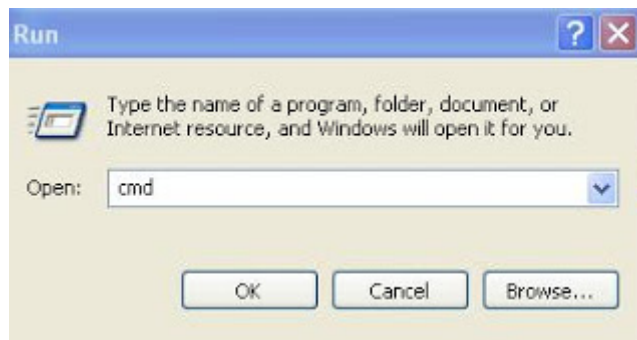 Run
Type the name of a program, folder, document, or
Internet resource, and Windows will open it for you.
Open: cmd
OK Cancel Browse...